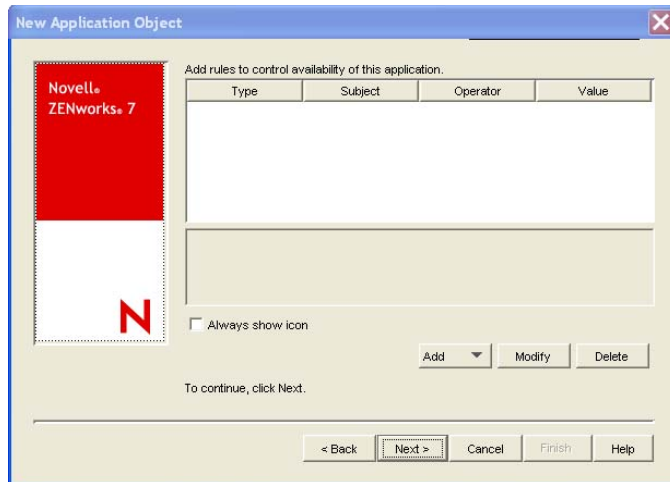 New Application Object
Novell®
ZENworks® 7
Add rules to control availability of this application.
Type Subject Operator Value
N
Always show icon
Add Modify Delete
To continue, click Next.
< Back Next > Cancel Finish Help